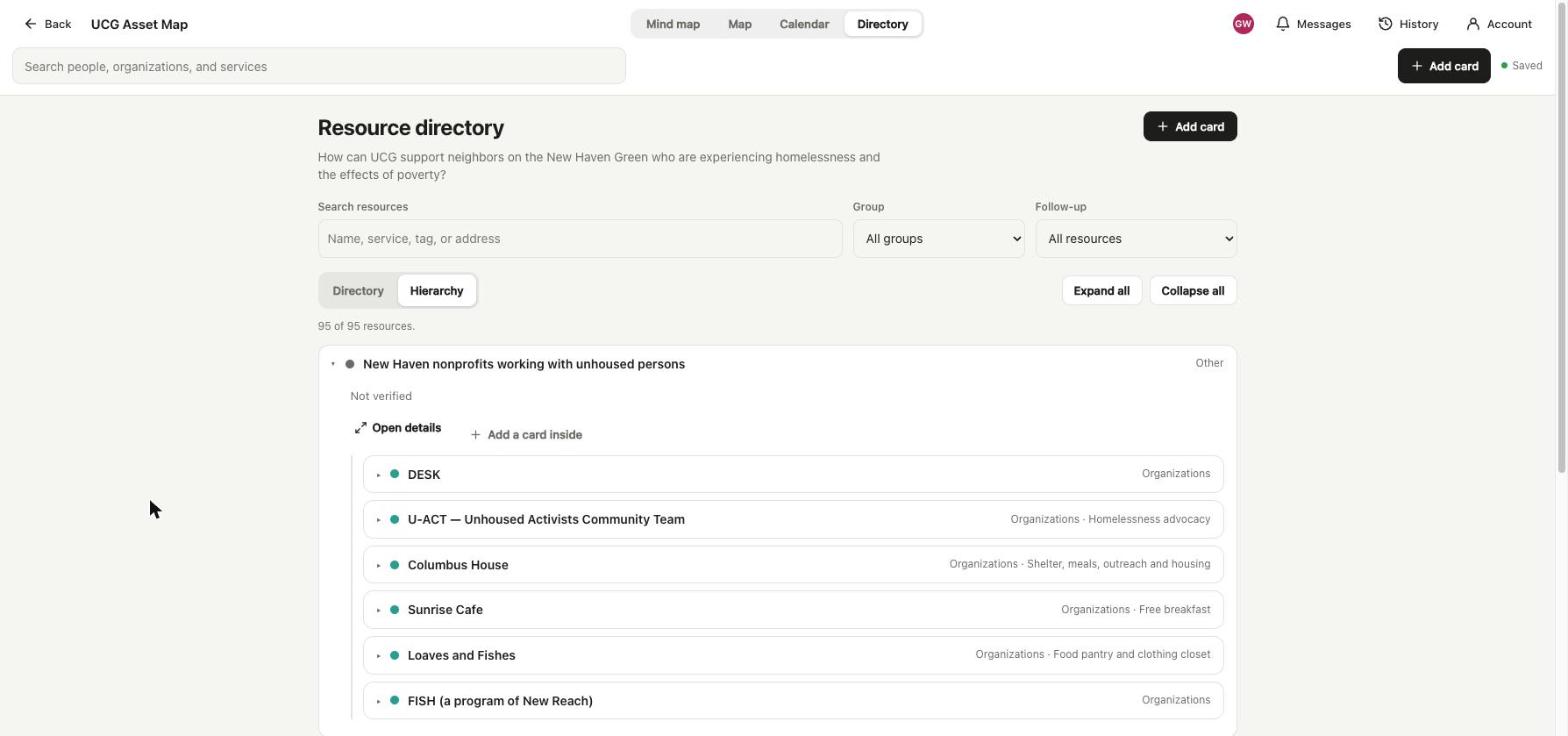 Back
UCG Asset Map
Mind map
Map
Calendar
Directory
GW
Messages
History
Account
Search people, organizations, and services
+ Add card
Saved
Resource directory
+ Add card
How can UCG support neighbors on the New Haven Green who are experiencing homelessness and
the effects of poverty?
Search resources
Group
Follow-up
Name, service, tag, or address
All groups
All resources
Directory
Hierarchy
Expand all
Collapse all
95 of 95 resources.
New Haven nonprofits working with unhoused persons
Other
Not verified
Open details
+ Add a card inside
DESK
Organizations
U-ACT — Unhoused Activists Community Team
Organizations · Homelessness advocacy
Columbus House
Organizations · Shelter, meals, outreach and housing
Sunrise Cafe
Organizations · Free breakfast
Loaves and Fishes
Organizations · Food pantry and clothing closet
FISH (a program of New Reach)
Organizations